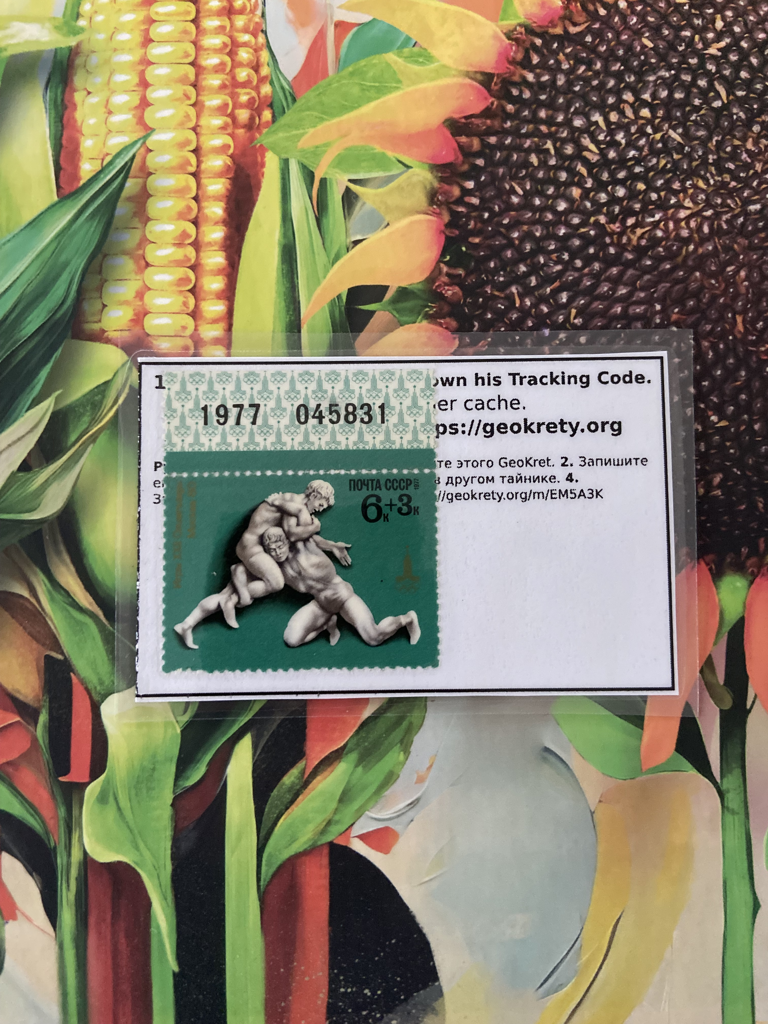 1
own his Tracking Code.
er cache.
ps://geokrety.org
1977 045831
те этого GeoKret. 2. Запишите
в другом тайнике. 4.
//geokrety.org/m/EM5A3K
ПОЧТА СССР
6к+3к